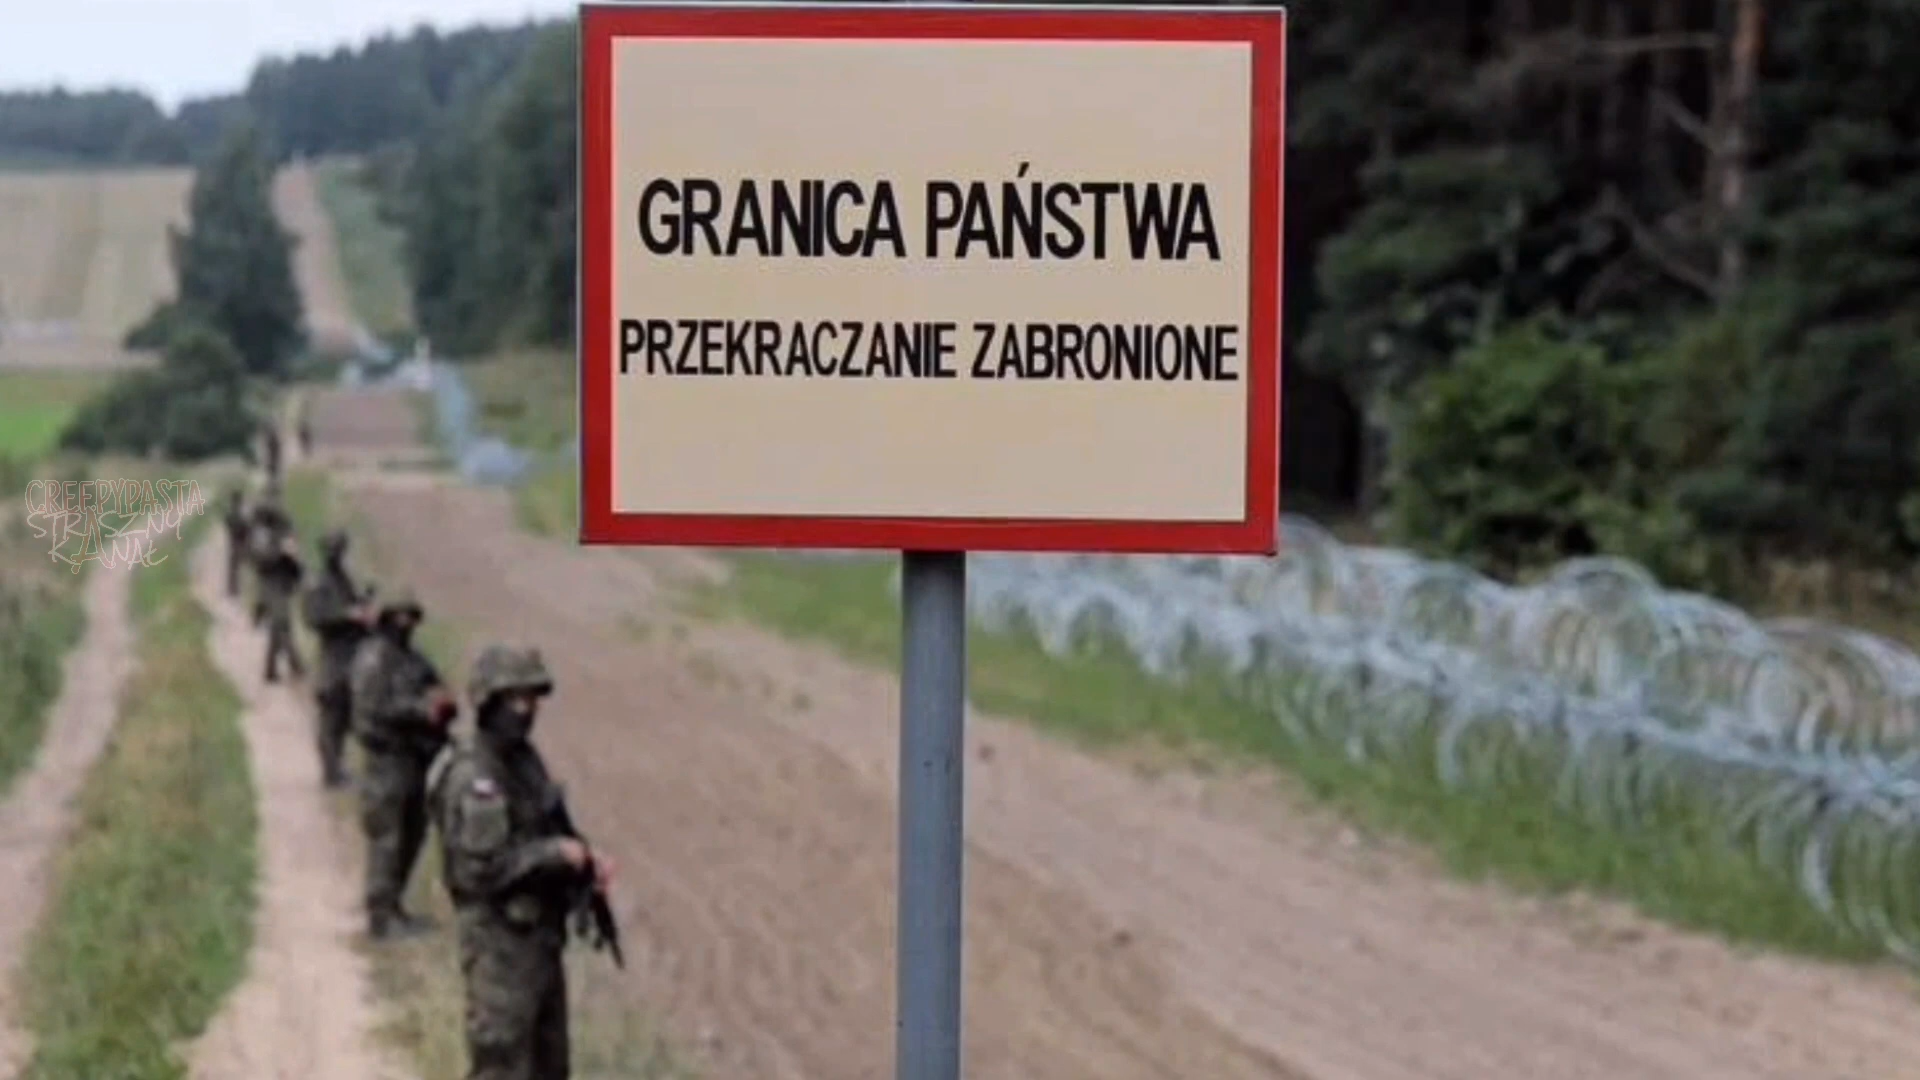 GRANICA PAŃSTWA
PRZEKRACZANIE ZABRONIONE
CREEPYPASTA
STRASZNY
KANAŁ